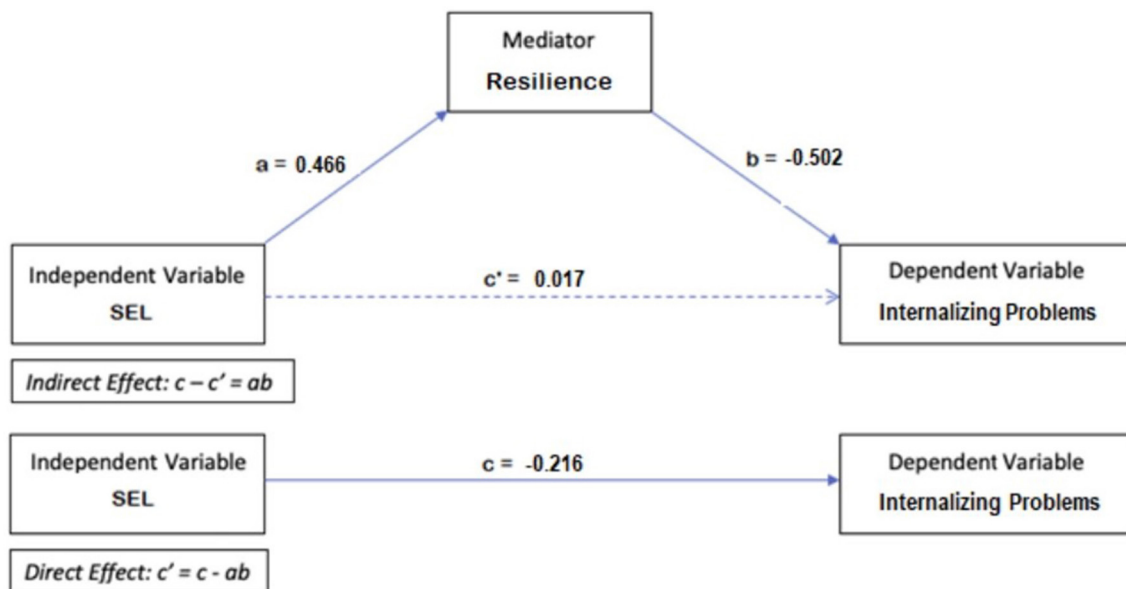 Mediator
Resilience
a = 0.466
b = -0.502
Independent Variable
SEL
c' = 0.017
Dependent Variable
Internalizing Problems
Indirect Effect: c – c’ = ab
Independent Variable
SEL
c = -0.216
Dependent Variable
Internalizing Problems
Direct Effect: c’ = c - ab